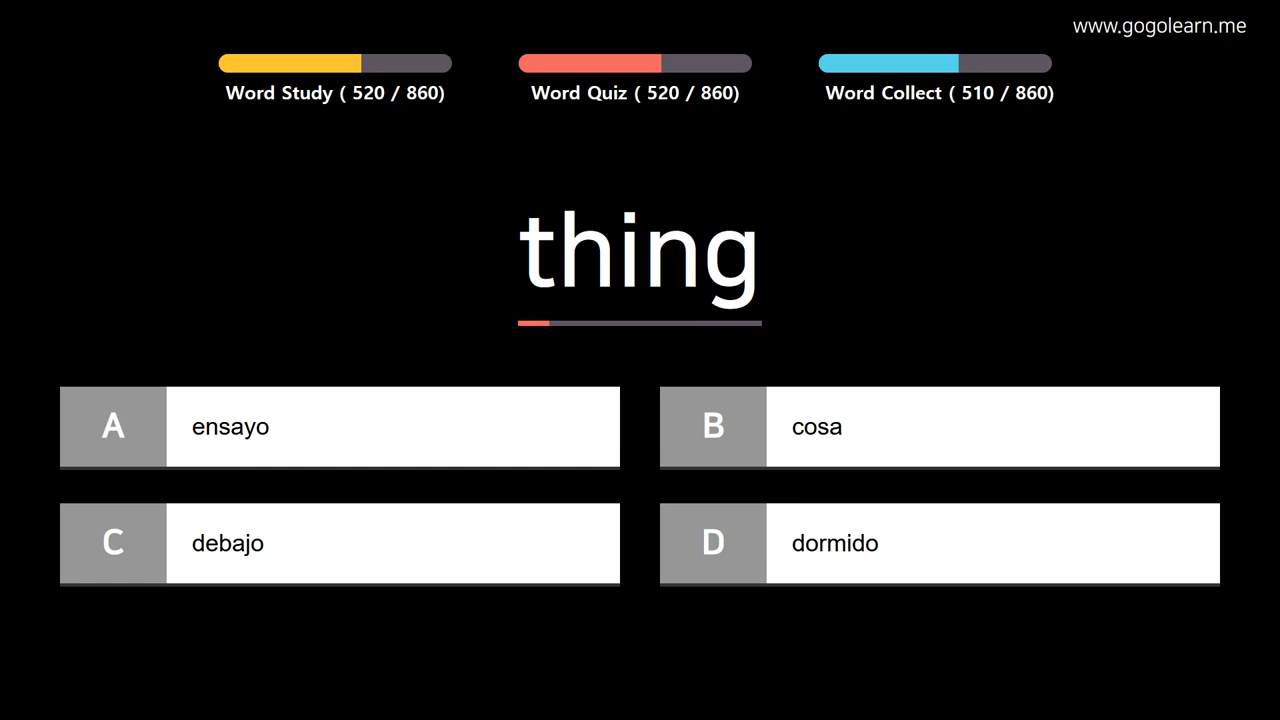 www.gogolearn.me
Word Study ( 520 / 860)
Word Quiz ( 520 / 860)
Word Collect ( 510 / 860)
thing
A ensayo
B cosa
C debajo
D dormido